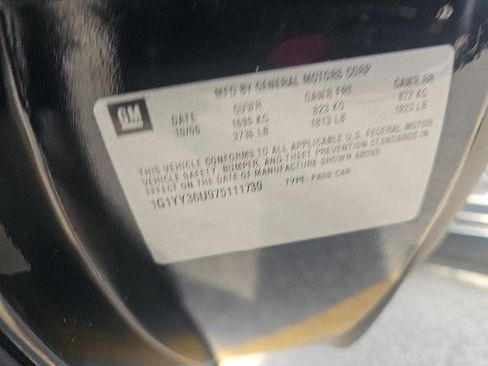 MFD BY GENERAL MOTORS CORP
GM DATE GVWR GAWR FRT GAWR RR
10/06 1695 KG 823 KG 872 KG
3736 LB 1813 LB 1923 LB
THIS VEHICLE CONFORMS TO ALL APPLICABLE U.S. FEDERAL MOTOR
VEHICLE SAFETY, BUMPER, AND THEFT PREVENTION STANDARDS IN
EFFECT ON THE DATE OF MANUFACTURE SHOWN ABOVE.
1G1YY36U975111739 TYPE: PASS CAR